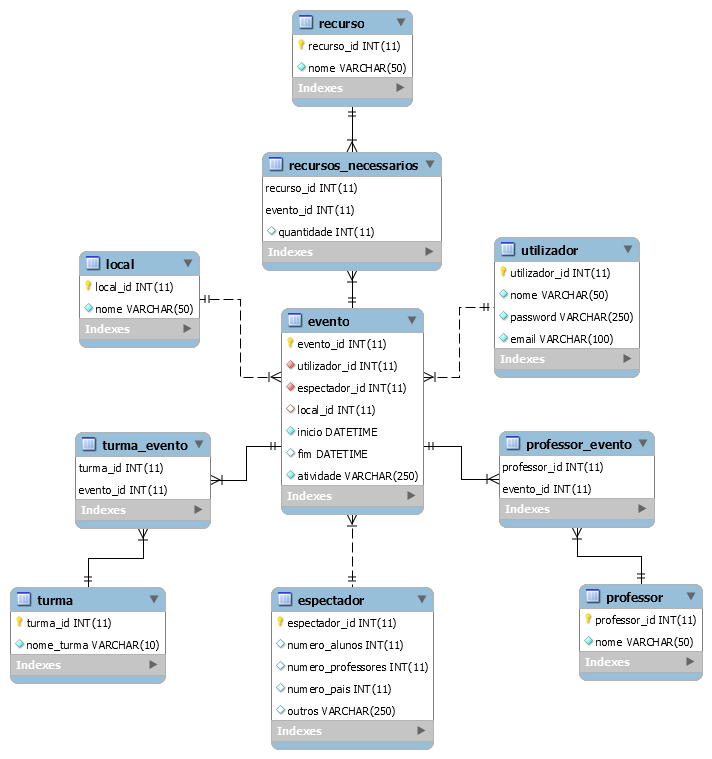 recurso
recurso_id INT(11)
nome VARCHAR(50)
Indexes
recursos_necessarios
recurso_id INT(11)
evento_id INT(11)
quantidade INT(11)
Indexes
local
local_id INT(11)
nome VARCHAR(50)
Indexes
utilizador
utilizador_id INT(11)
nome VARCHAR(50)
password VARCHAR(250)
email VARCHAR(100)
Indexes
evento
evento_id INT(11)
utilizador_id INT(11)
espectador_id INT(11)
local_id INT(11)
inicio DATETIME
fim DATETIME
atividade VARCHAR(250)
Indexes
turma_evento
turma_id INT(11)
evento_id INT(11)
Indexes
professor_evento
professor_id INT(11)
evento_id INT(11)
Indexes
turma
turma_id INT(11)
nome_turma VARCHAR(10)
Indexes
espectador
espectador_id INT(11)
numero_alunos INT(11)
numero_professores INT(11)
numero_pais INT(11)
outros VARCHAR(250)
Indexes
professor
professor_id INT(11)
nome VARCHAR(50)
Indexes